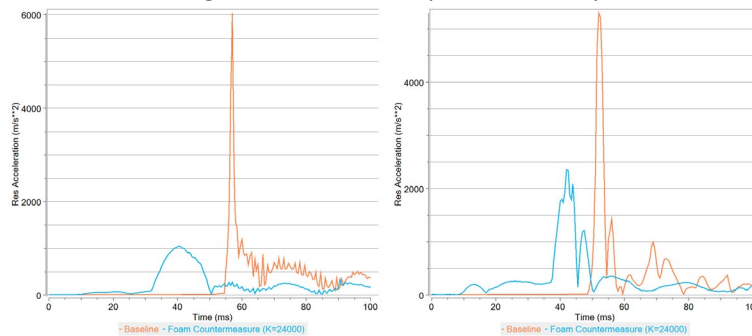 Res Acceleration (m/s**2)
6000
4000
2000
0
0 20 40 60 80 100
Time (ms)
- Baseline - Foam Countermeasure (K=24000)
Res Acceleration (m/s**2)
4000
2000
0
0 20 40 60 80
Time (ms)
- Baseline - Foam Countermeasure (K=24000)